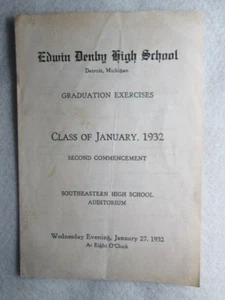 Edwin Denby High School
Detroit, Michigan
GRADUATION EXERCISES
CLASS OF JANUARY, 1932
SECOND COMMENCEMENT
SOUTHEASTERN HIGH SCHOOL
AUDITORIUM
Wednesday Evening, January 27, 1932
At Eight O'Clock